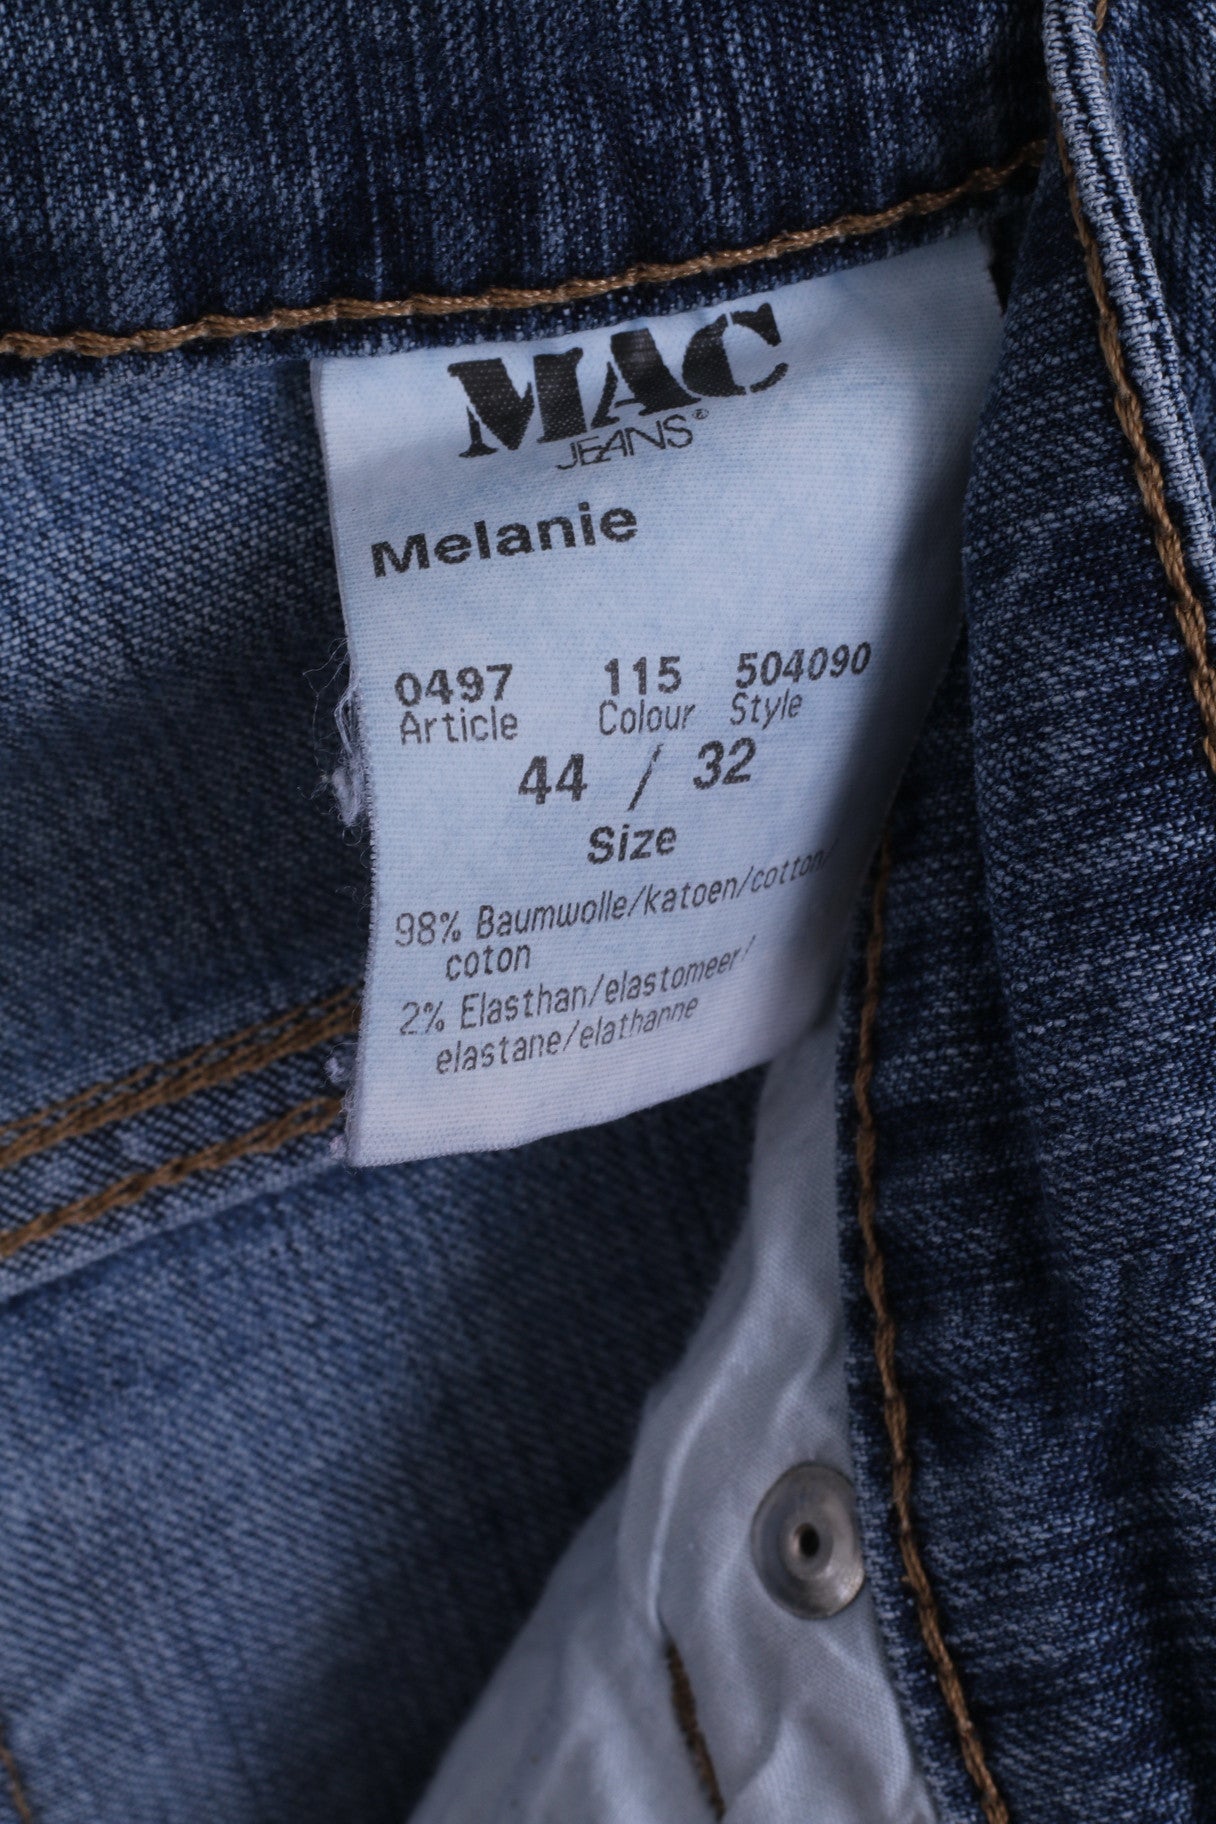 MAC
JEANS®
Melanie
0497 115 504090
Article Colour Style
44 / 32
Size
98% Baumwolle/katoen/cotton/
coton
2% Elasthan/elastomeer/
elastane/elathanne